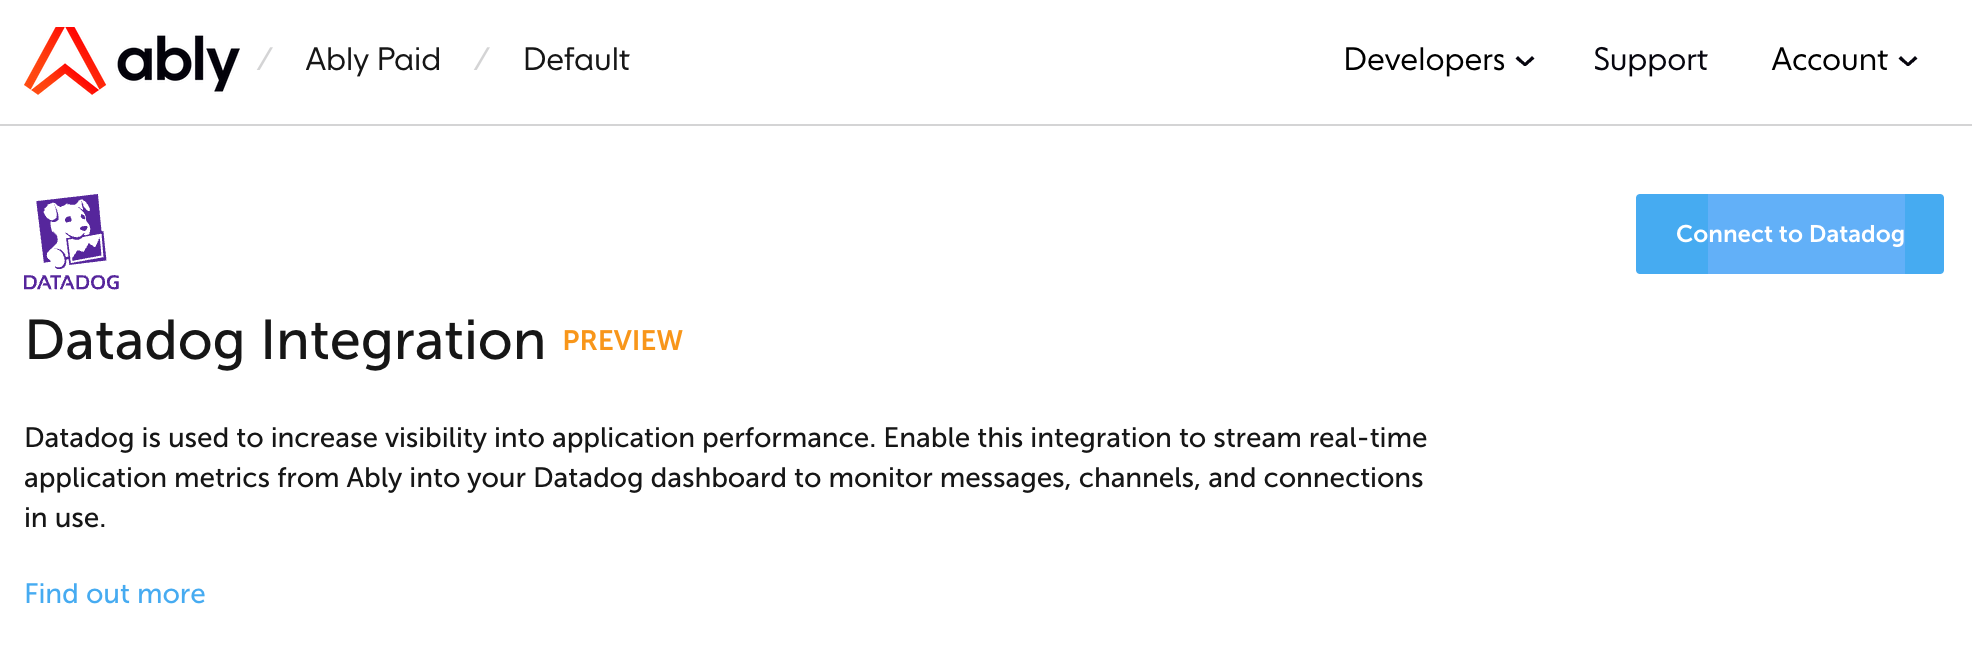 ably / Ably Paid / Default Developers Support Account
DATADOG
Connect to Datadog
Datadog Integration PREVIEW
Datadog is used to increase visibility into application performance. Enable this integration to stream real-time
application metrics from Ably into your Datadog dashboard to monitor messages, channels, and connections
in use.
Find out more